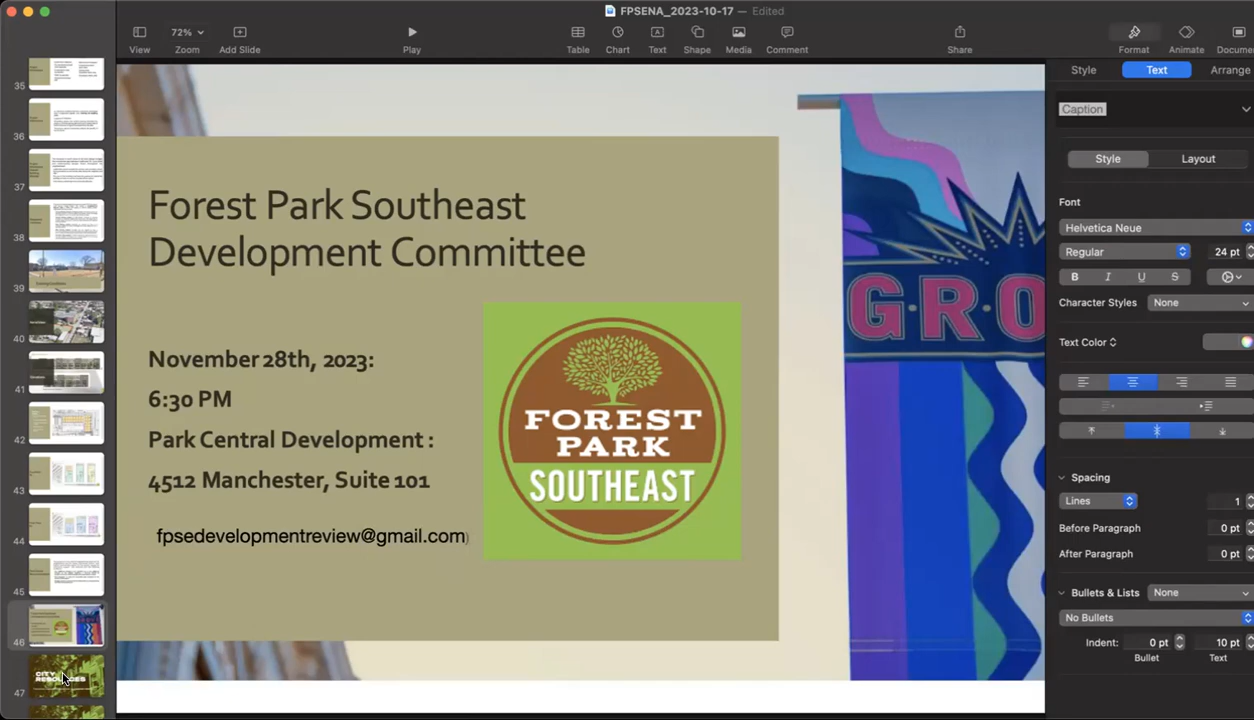 FPSENA_2023-10-17 — Edited
View
72%
Zoom
Add Slide
Play
Table
Chart
Text
Shape
Media
Comment
Share
Format
Animate
Docume
Style
Text
Arrange
Caption
Style
Layout
Font
Helvetica Neue
Regular
24 pt
B I U S
Character Styles
None
Text Color
Spacing
Lines
1
Before Paragraph
0 pt
After Paragraph
0 pt
Bullets & Lists
None
No Bullets
Indent:
0 pt
10 pt
Bullet
Text
35
36
37
38
39
40
41
42
43
44
45
46
47
CITY
Forest Park Southeast
Development Committee
November 28th, 2023:
6:30 PM
Park Central Development :
4512 Manchester, Suite 101
fpsedevelopmentreview@gmail.com)
FOREST
PARK
SOUTHEAST
G·R·O